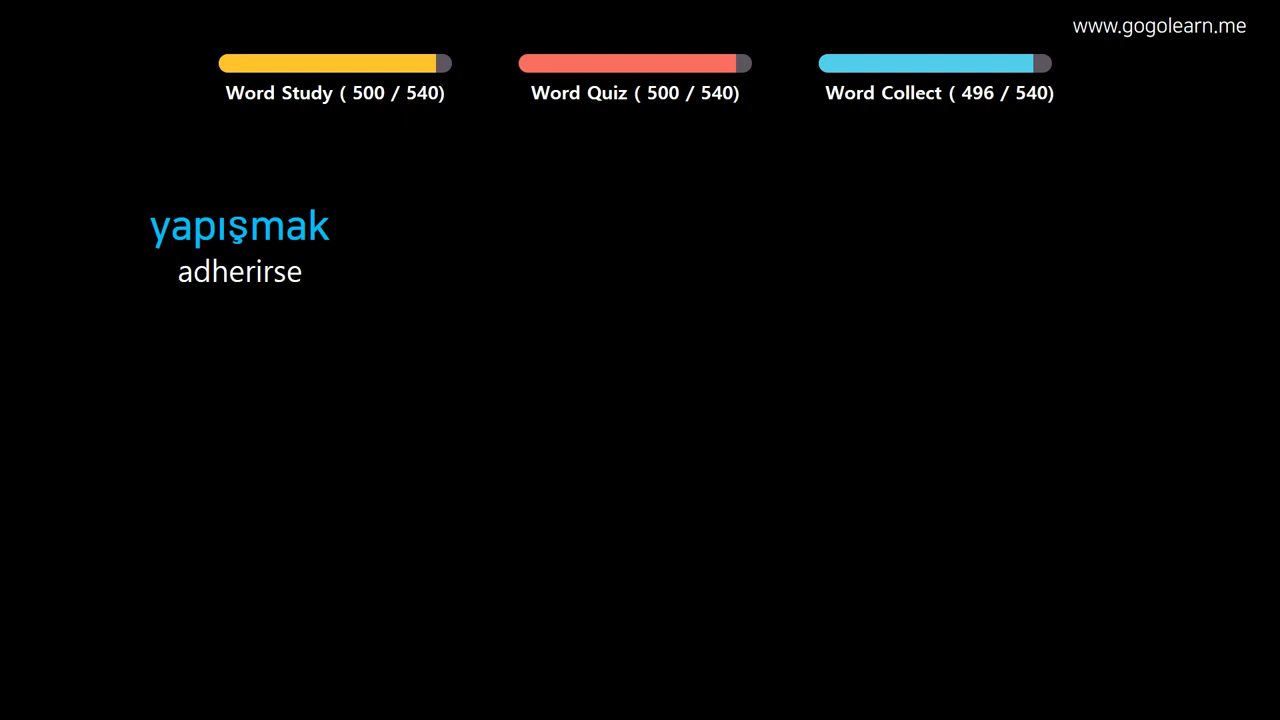 www.gogolearn.me
Word Study ( 500 / 540)
Word Quiz ( 500 / 540)
Word Collect ( 496 / 540)
yapışmak
adherirse